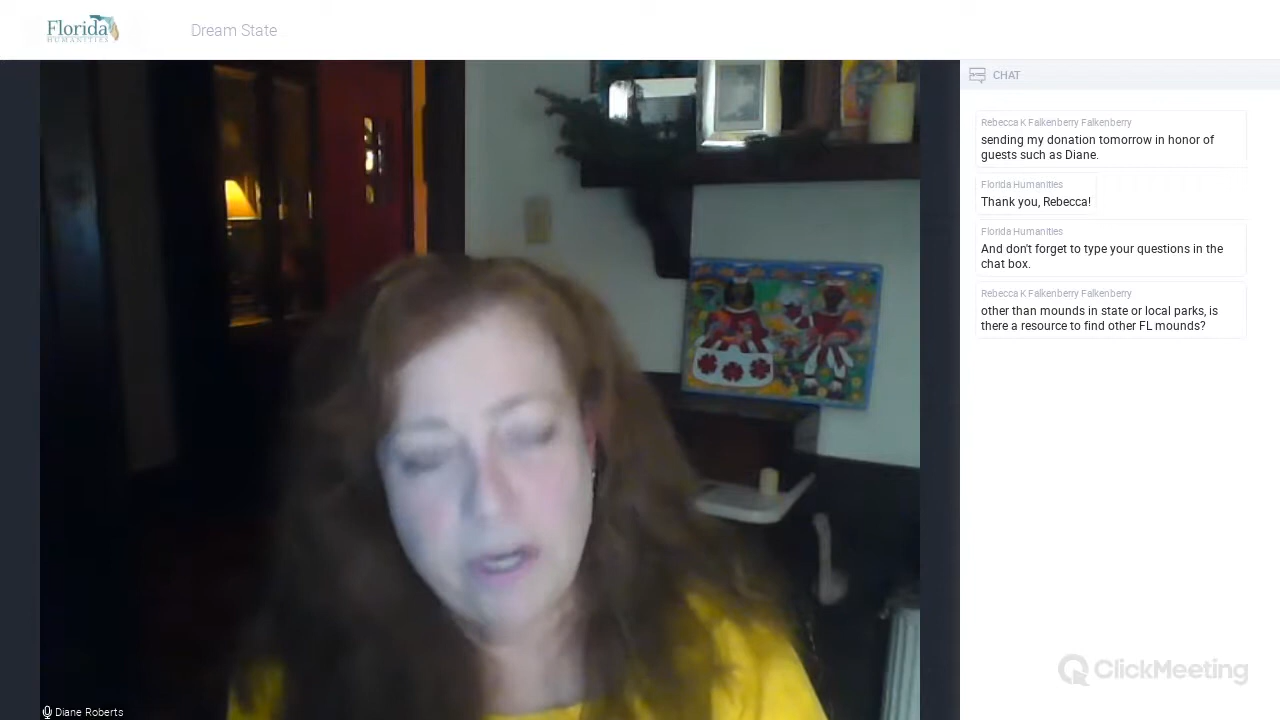 Florida
HUMANITIES
Dream State
CHAT
Rebecca K Falkenberry Falkenberry
sending my donation tomorrow in honor of
guests such as Diane.
Florida Humanities
Thank you, Rebecca!
Florida Humanities
And don't forget to type your questions in the
chat box.
Rebecca K Falkenberry Falkenberry
other than mounds in state or local parks, is
there a resource to find other FL mounds?
ClickMeeting
Diane Roberts